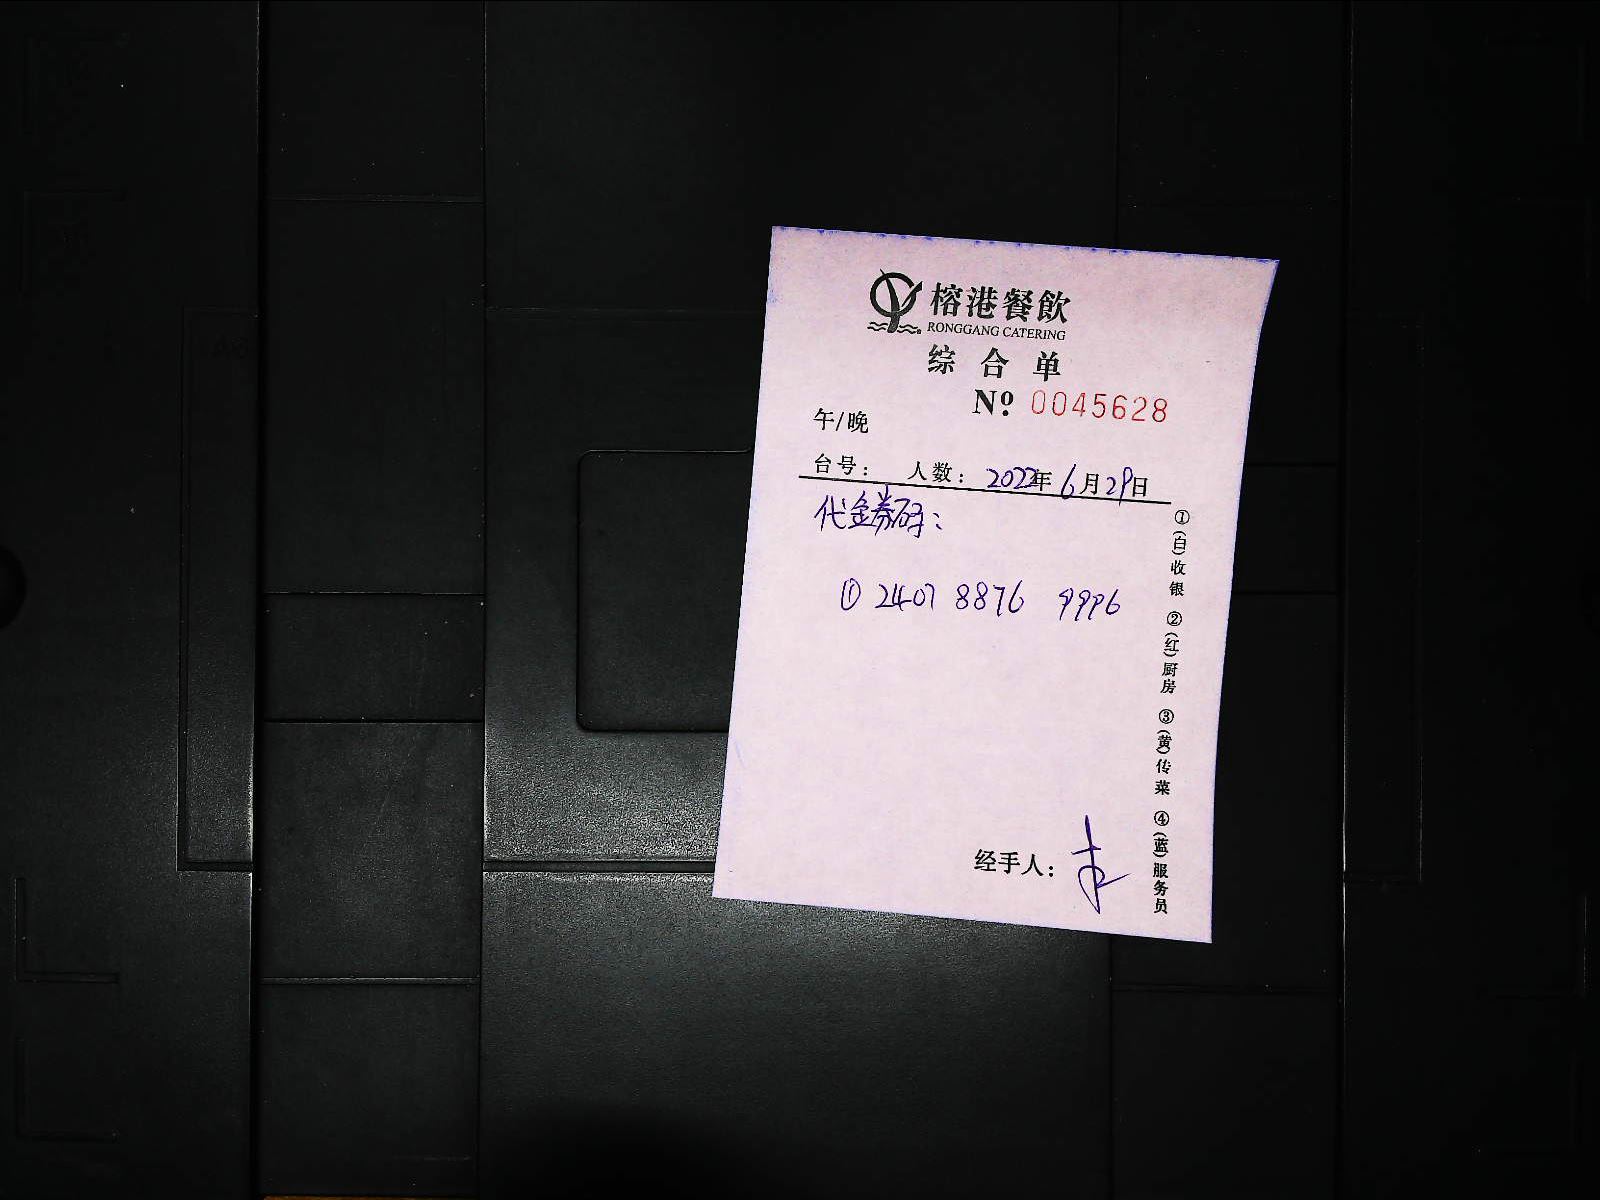 榕港餐飲
RONGGANG CATERING
综合单
Nº 0045628
午/晚
台号： 人数： 2022年6月29日
代金券码：
① 2407 8876 9996
经手人：
①(白)收银 ②(红)厨房 ③(黄)传菜 ④(蓝)服务员